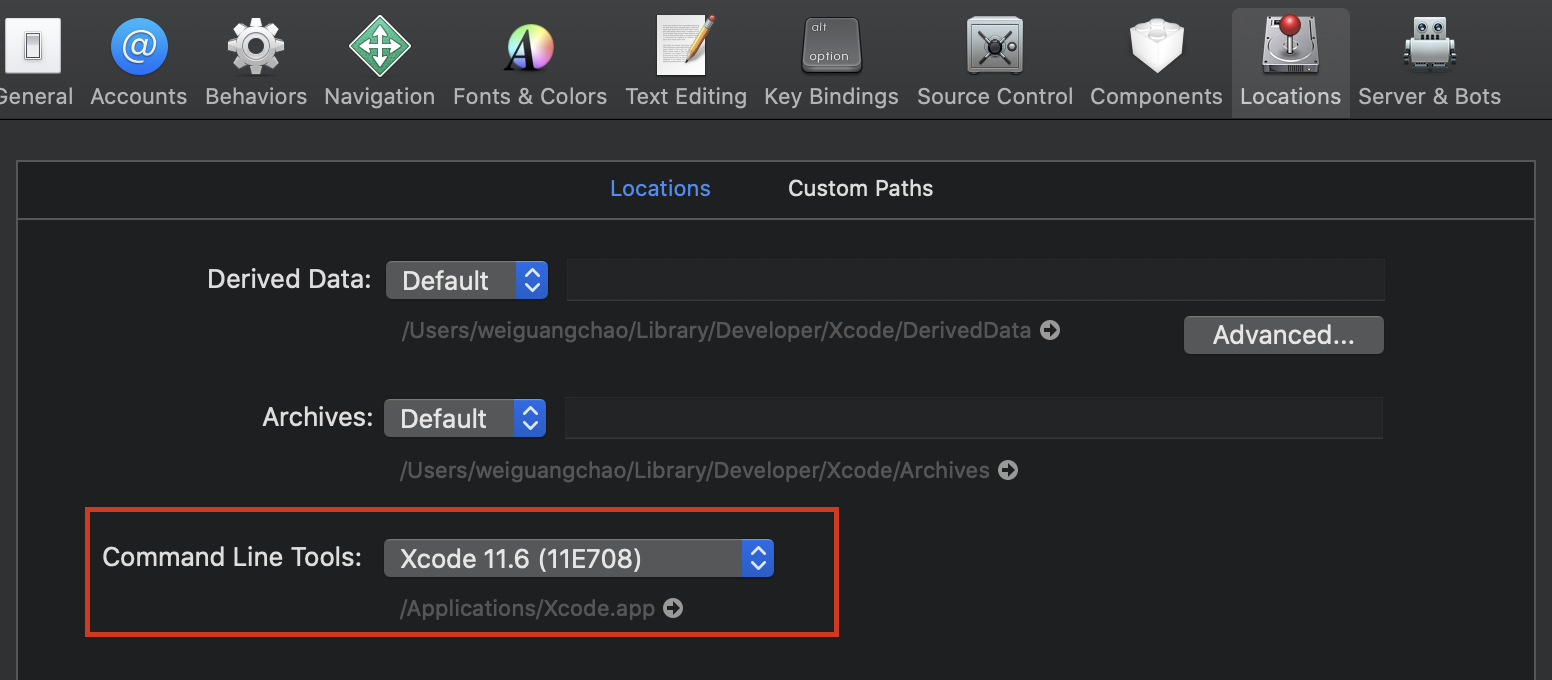 alt
option
General Accounts Behaviors Navigation Fonts & Colors Text Editing Key Bindings Source Control Components Locations Server & Bots
Locations Custom Paths
Derived Data: Default
/Users/weiguangchao/Library/Developer/Xcode/DerivedData
Advanced...
Archives: Default
/Users/weiguangchao/Library/Developer/Xcode/Archives
Command Line Tools: Xcode 11.6 (11E708)
/Applications/Xcode.app